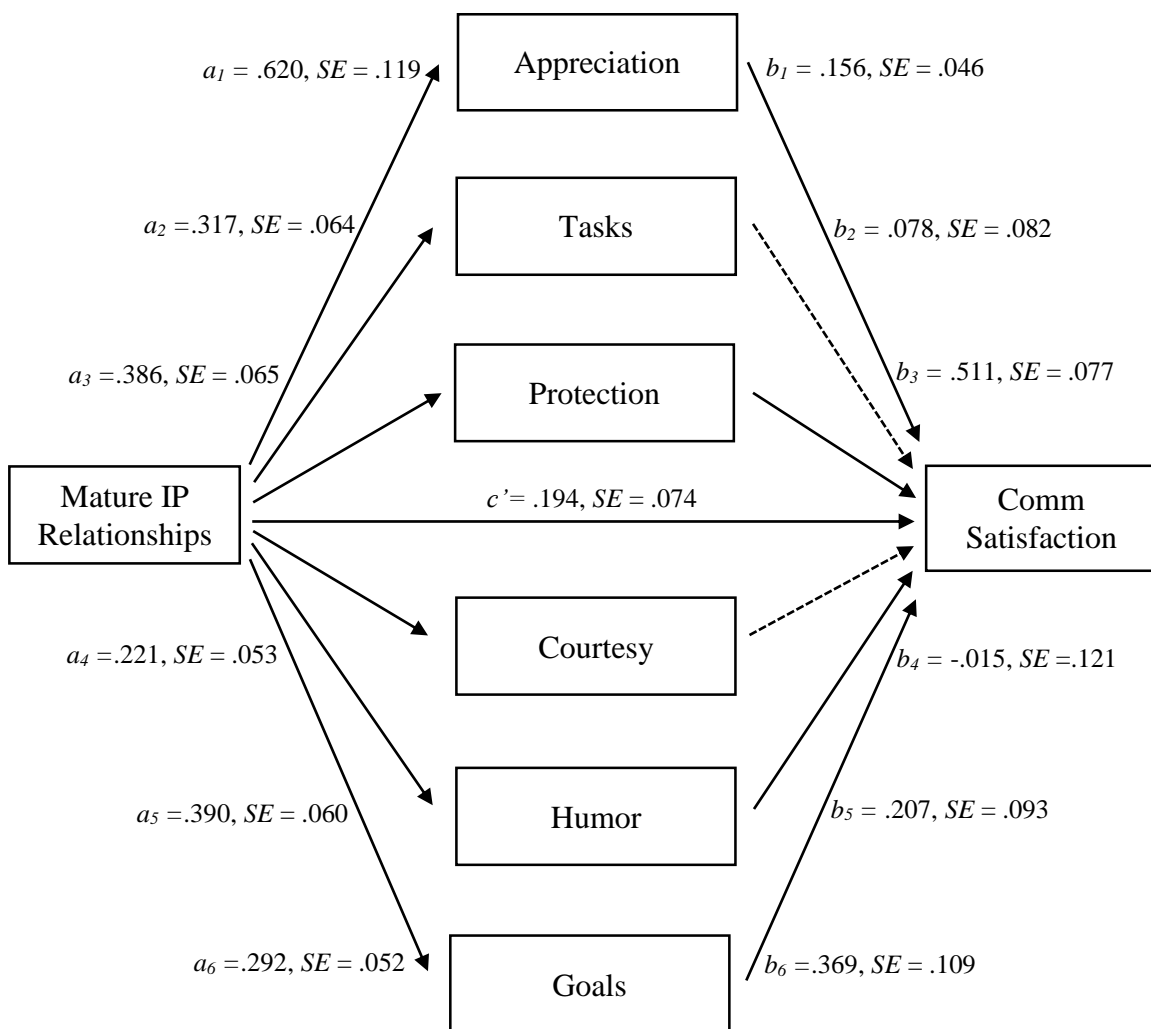 a1 = .620, SE = .119
Appreciation
b1 = .156, SE = .046
a2 =.317, SE = .064
Tasks
b2 = .078, SE = .082
a3 =.386, SE = .065
Protection
b3 = .511, SE = .077
Mature IP
Relationships
c’= .194, SE = .074
Comm
Satisfaction
a4 =.221, SE = .053
Courtesy
b4 = -.015, SE =.121
a5 =.390, SE = .060
Humor
b5 = .207, SE = .093
a6 =.292, SE = .052
Goals
b6 =.369, SE = .109